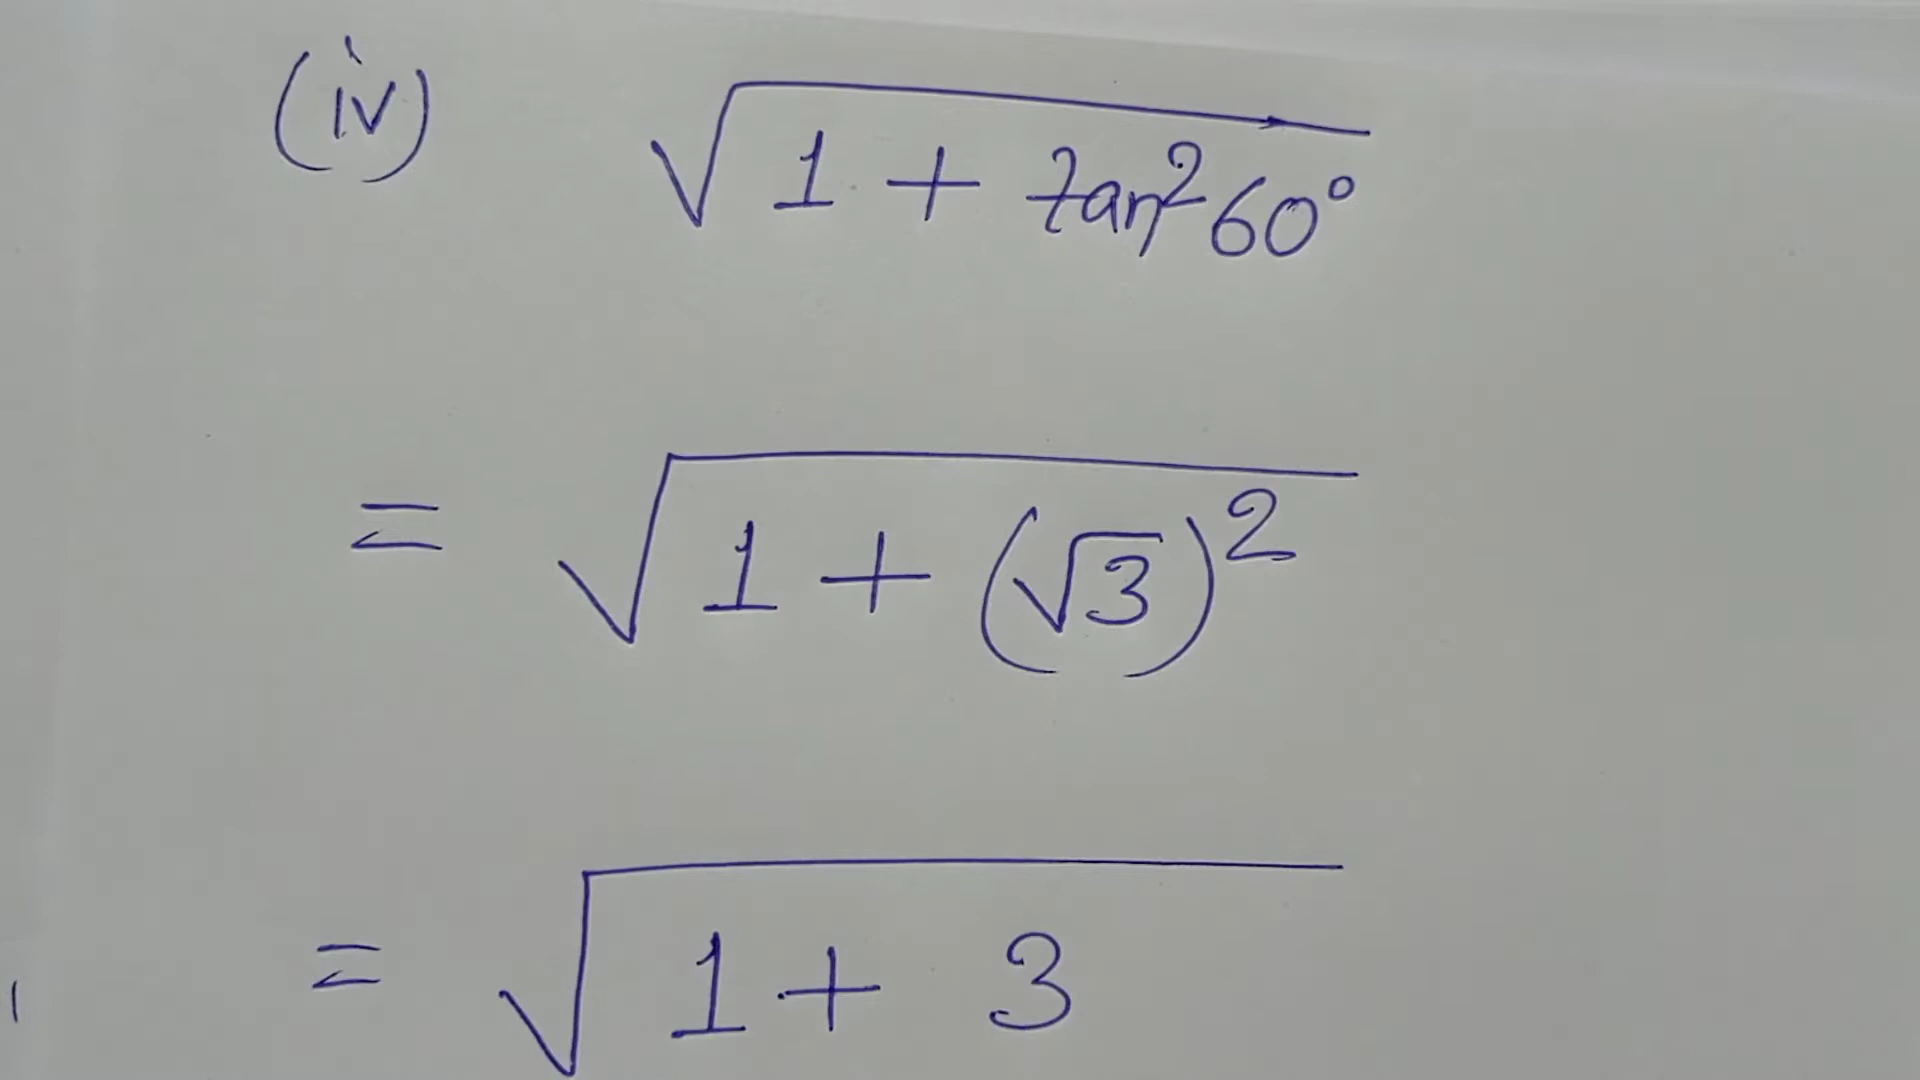 (iv) √(1 + tan²60°)
= √(1 + (√3)²)
= √(1 + 3)